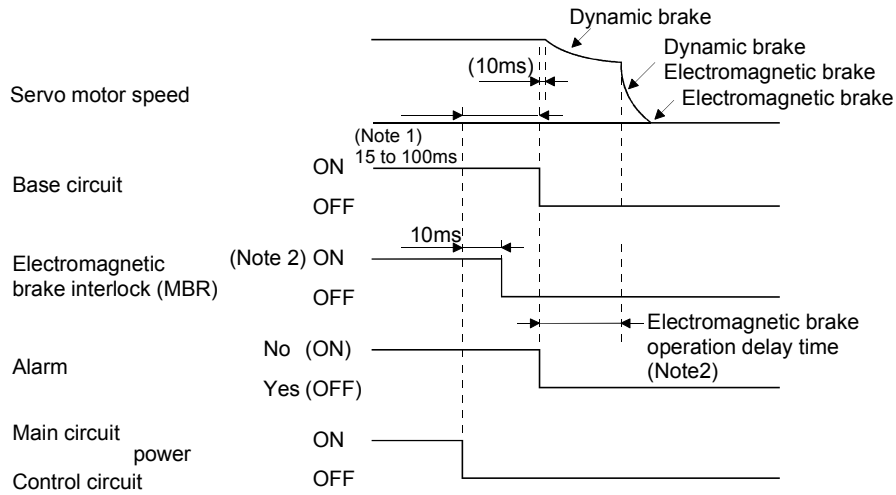 Dynamic brake
Dynamic brake
Electromagnetic brake
Electromagnetic brake
(10ms)
Servo motor speed
(Note 1)
15 to 100ms
Base circuit
ON
OFF
10ms
Electromagnetic
brake interlock (MBR)
(Note 2) ON
OFF
Electromagnetic brake
operation delay time
(Note2)
Alarm
No (ON)
Yes (OFF)
Main circuit
power
Control circuit
ON
OFF